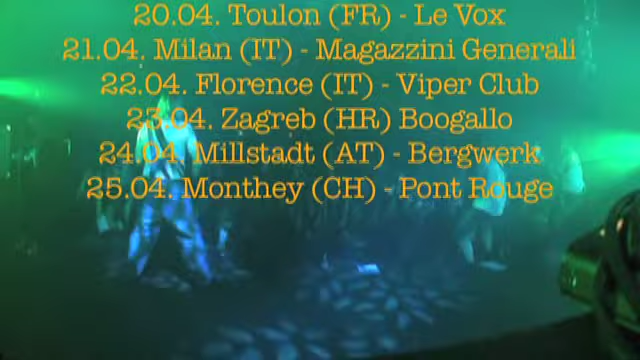 20.04. Toulon (FR) - Le Vox
21.04. Milan (IT) - Magazzini Generali
22.04. Florence (IT) - Viper Club
23.04. Zagreb (HR) Boogallo
24.04. Millstadt (AT) - Bergwerk
25.04. Monthey (CH) - Pont Rouge